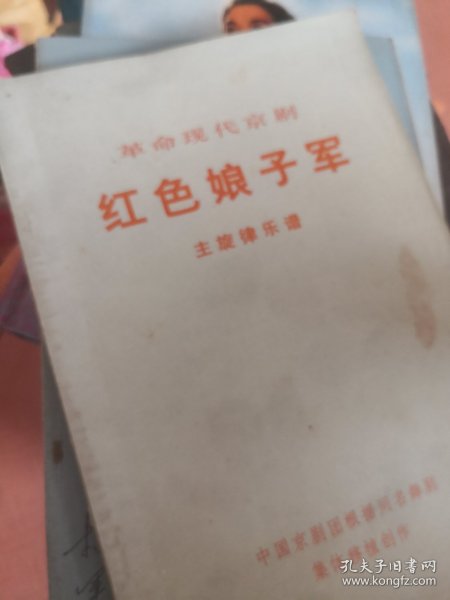 革命现代京剧
红色娘子军
主旋律乐谱
中国京剧团根据同名舞剧
集体移植创作
孔夫子旧书网
www.kongfz.com